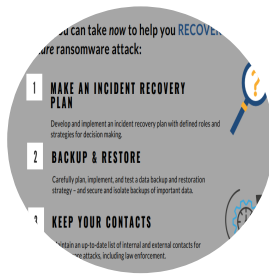 can take now to help you RECOVER
ransomware attack:
1 MAKE AN INCIDENT RECOVERY
PLAN
Develop and implement an incident recovery plan with defined roles and
strategies for decision making.
2 BACKUP & RESTORE
Carefully plan, implement, and test a data backup and restoration
strategy – and secure and isolate backups of important data.
3 KEEP YOUR CONTACTS
an up-to-date list of internal and external contacts for
attacks, including law enforcement.